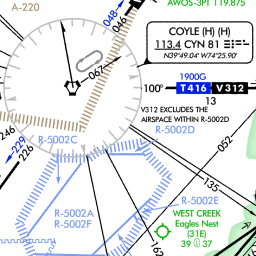 A-220
AWOS-3PT 119.875
046
048
COYLE (H) (H)
113.4 CYN 81
N39°49.04' W74°25.90'
067
1900G
100° T416 V312
13
V312 EXCLUDES THE
AIRSPACE WITHIN R-5002D
246
R-5002C
R-5002D
229
226
052
135
145
R-5002E
R-5002A
R-5002F
WEST CREEK
Eagles Nest
(31E)
39 37